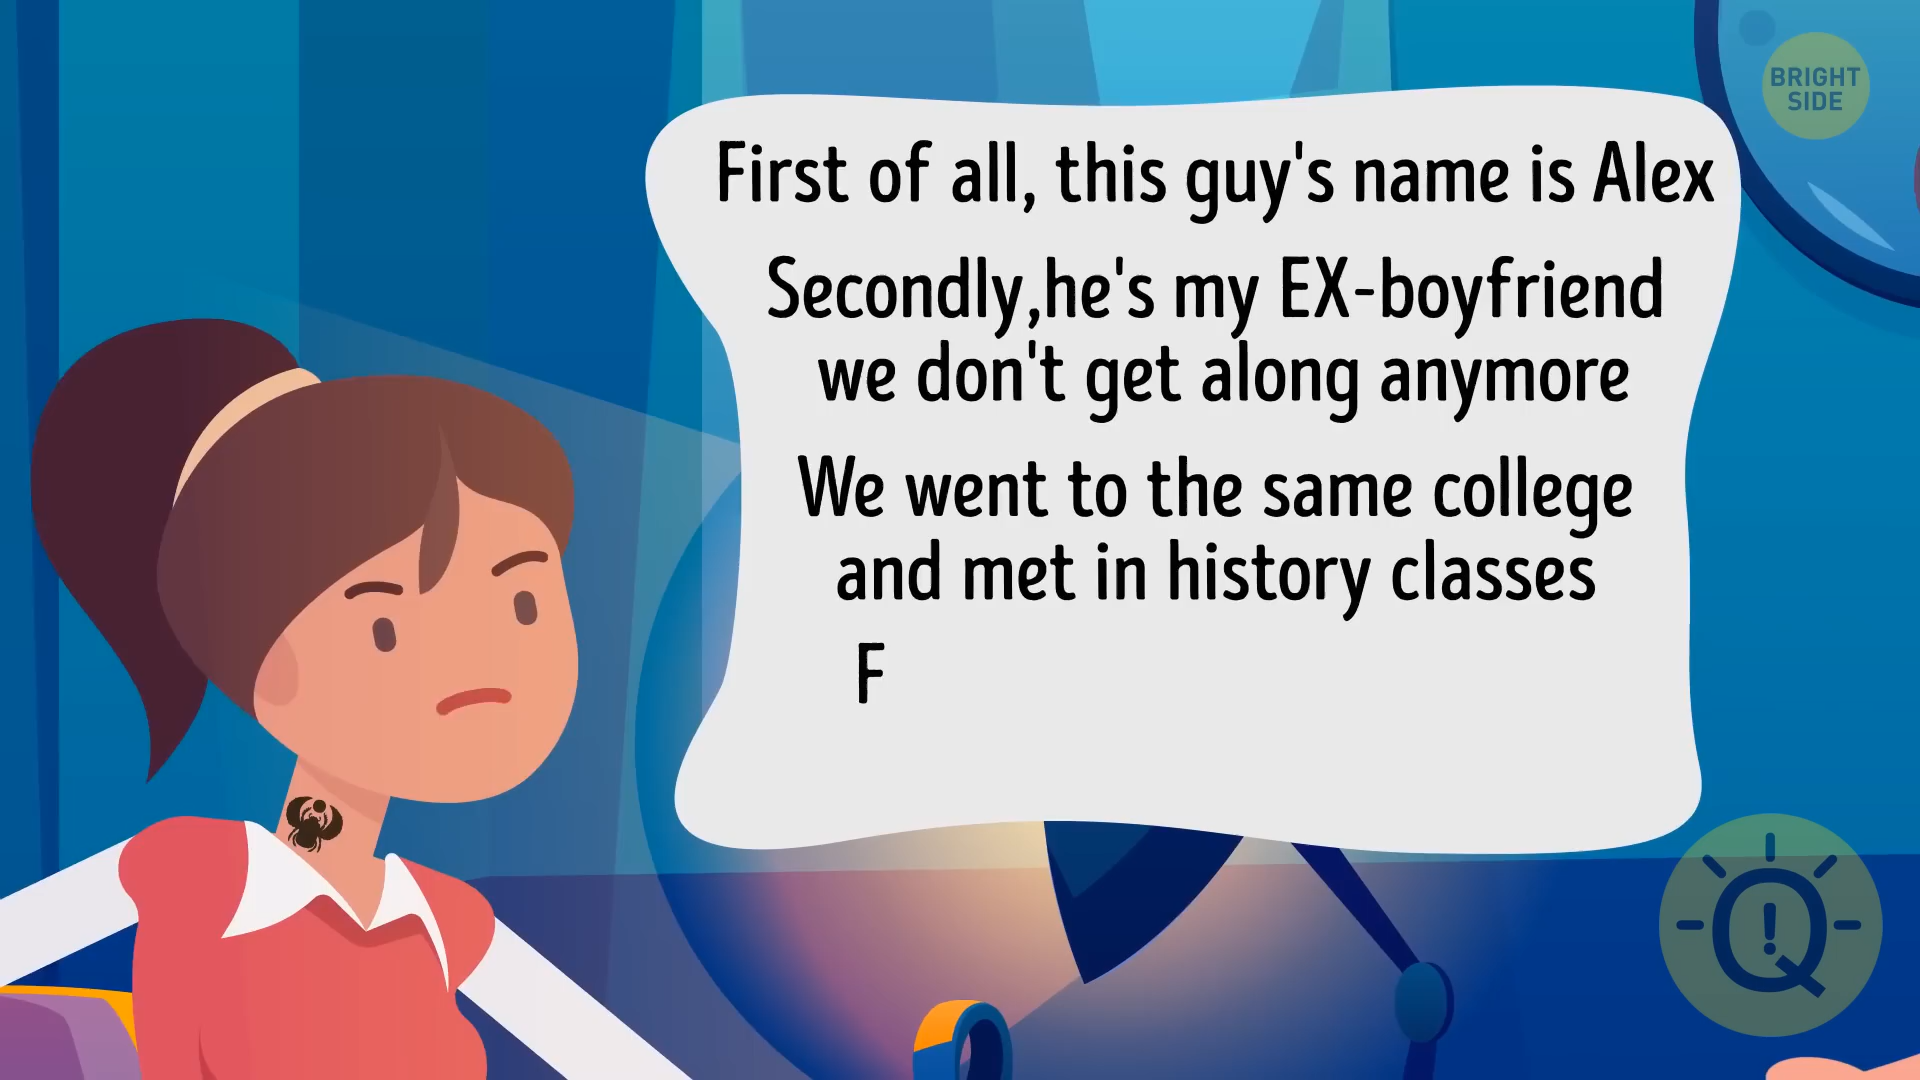 BRIGHT
SIDE
First of all, this guy's name is Alex
Secondly,he's my EX-boyfriend
we don't get along anymore
We went to the same college
and met in history classes
F